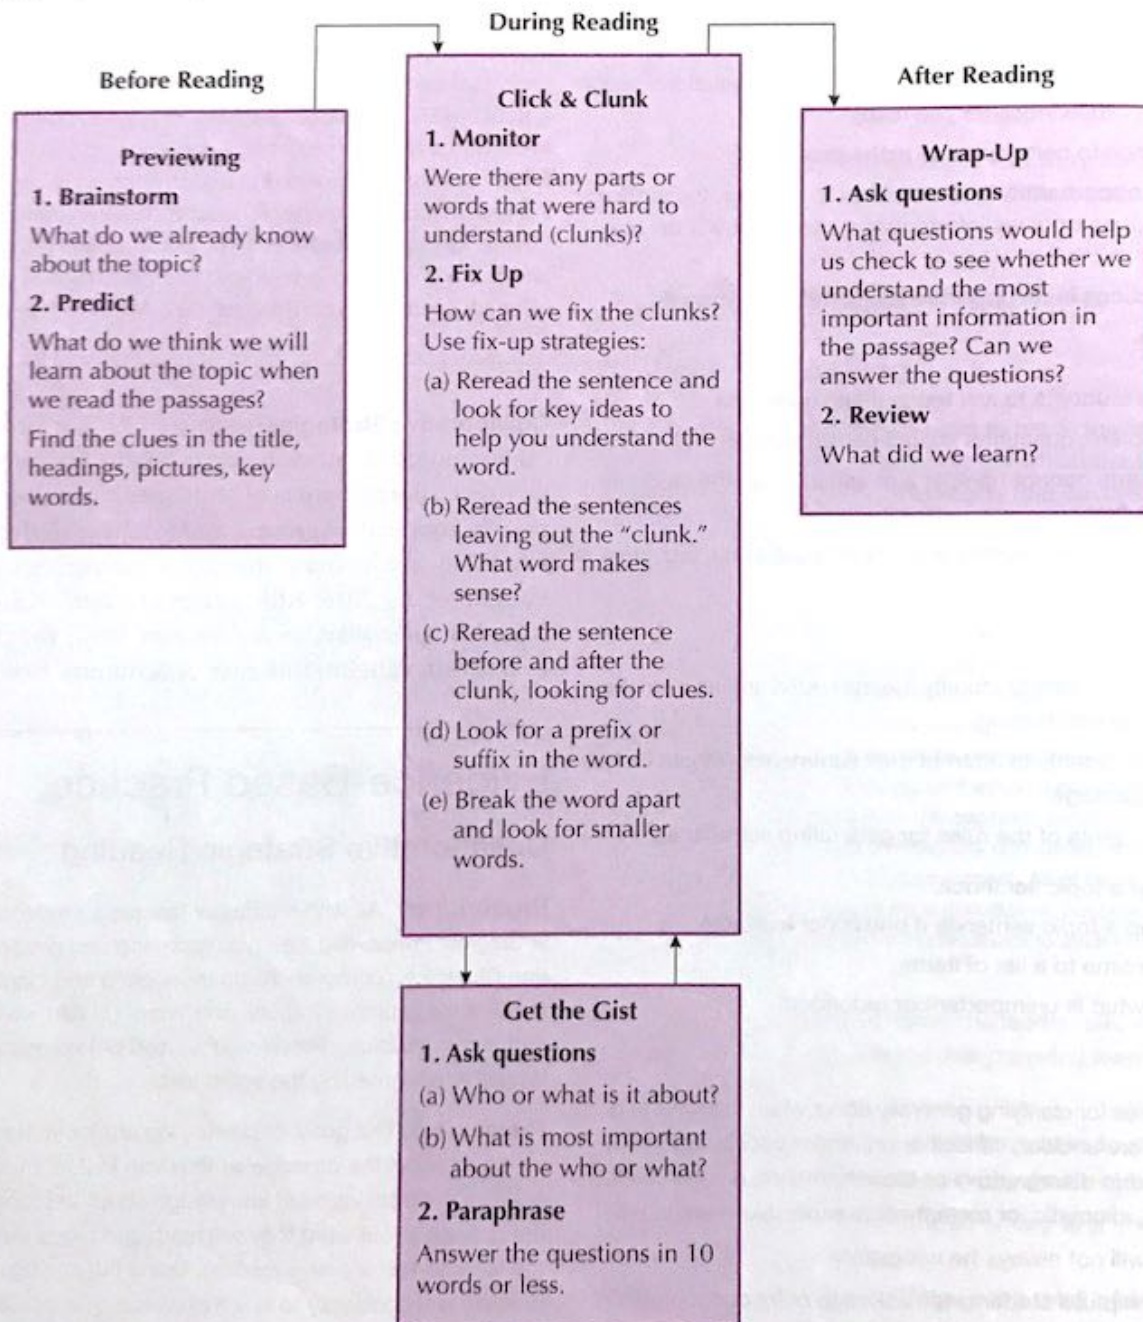 During Reading
Before Reading
After Reading
Previewing
1. Brainstorm
What do we already know
about the topic?
2. Predict
What do we think we will
learn about the topic when
we read the passages?
Find the clues in the title,
headings, pictures, key
words.
Click & Clunk
1. Monitor
Were there any parts or
words that were hard to
understand (clunks)?
2. Fix Up
How can we fix the clunks?
Use fix-up strategies:
(a) Reread the sentence and
look for key ideas to
help you understand the
word.
(b) Reread the sentences
leaving out the “clunk.”
What word makes
sense?
(c) Reread the sentence
before and after the
clunk, looking for clues.
(d) Look for a prefix or
suffix in the word.
(e) Break the word apart
and look for smaller
words.
Get the Gist
1. Ask questions
(a) Who or what is it about?
(b) What is most important
about the who or what?
2. Paraphrase
Answer the questions in 10
words or less.
Wrap-Up
1. Ask questions
What questions would help
us check to see whether we
understand the most
important information in
the passage? Can we
answer the questions?
2. Review
What did we learn?